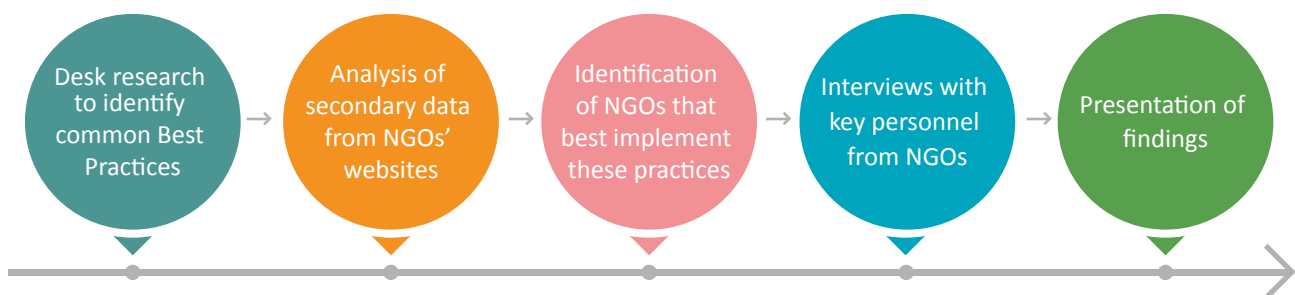 Desk research
to identify
common Best
Practices
Analysis of
secondary data
from NGOs’
websites
Identification
of NGOs that
best implement
these practices
Interviews with
key personnel
from NGOs
Presentation of
findings